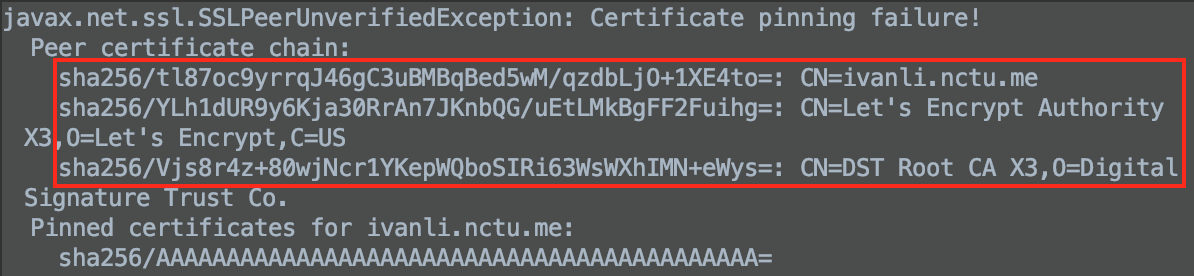 javax.net.ssl.SSLPeerUnverifiedException: Certificate pinning failure!
Peer certificate chain:
sha256/tl87oc9yrrqJ46gC3uBMBqBed5wM/qzdbLjO+1XE4to=: CN=ivanli.nctu.me
sha256/YLh1dUR9y6Kja30RrAn7JKnbQG/uEtLMkBgFF2Fuihg=: CN=Let's Encrypt Authority
X3,O=Let's Encrypt,C=US
sha256/Vjs8r4z+80wjNcr1YKepWQboSIRi63WsWXhIMN+eWys=: CN=DST Root CA X3,O=Digital
Signature Trust Co.
Pinned certificates for ivanli.nctu.me:
sha256/AAAAAAAAAAAAAAAAAAAAAAAAAAAAAAAAAAAAAAAAAAA=